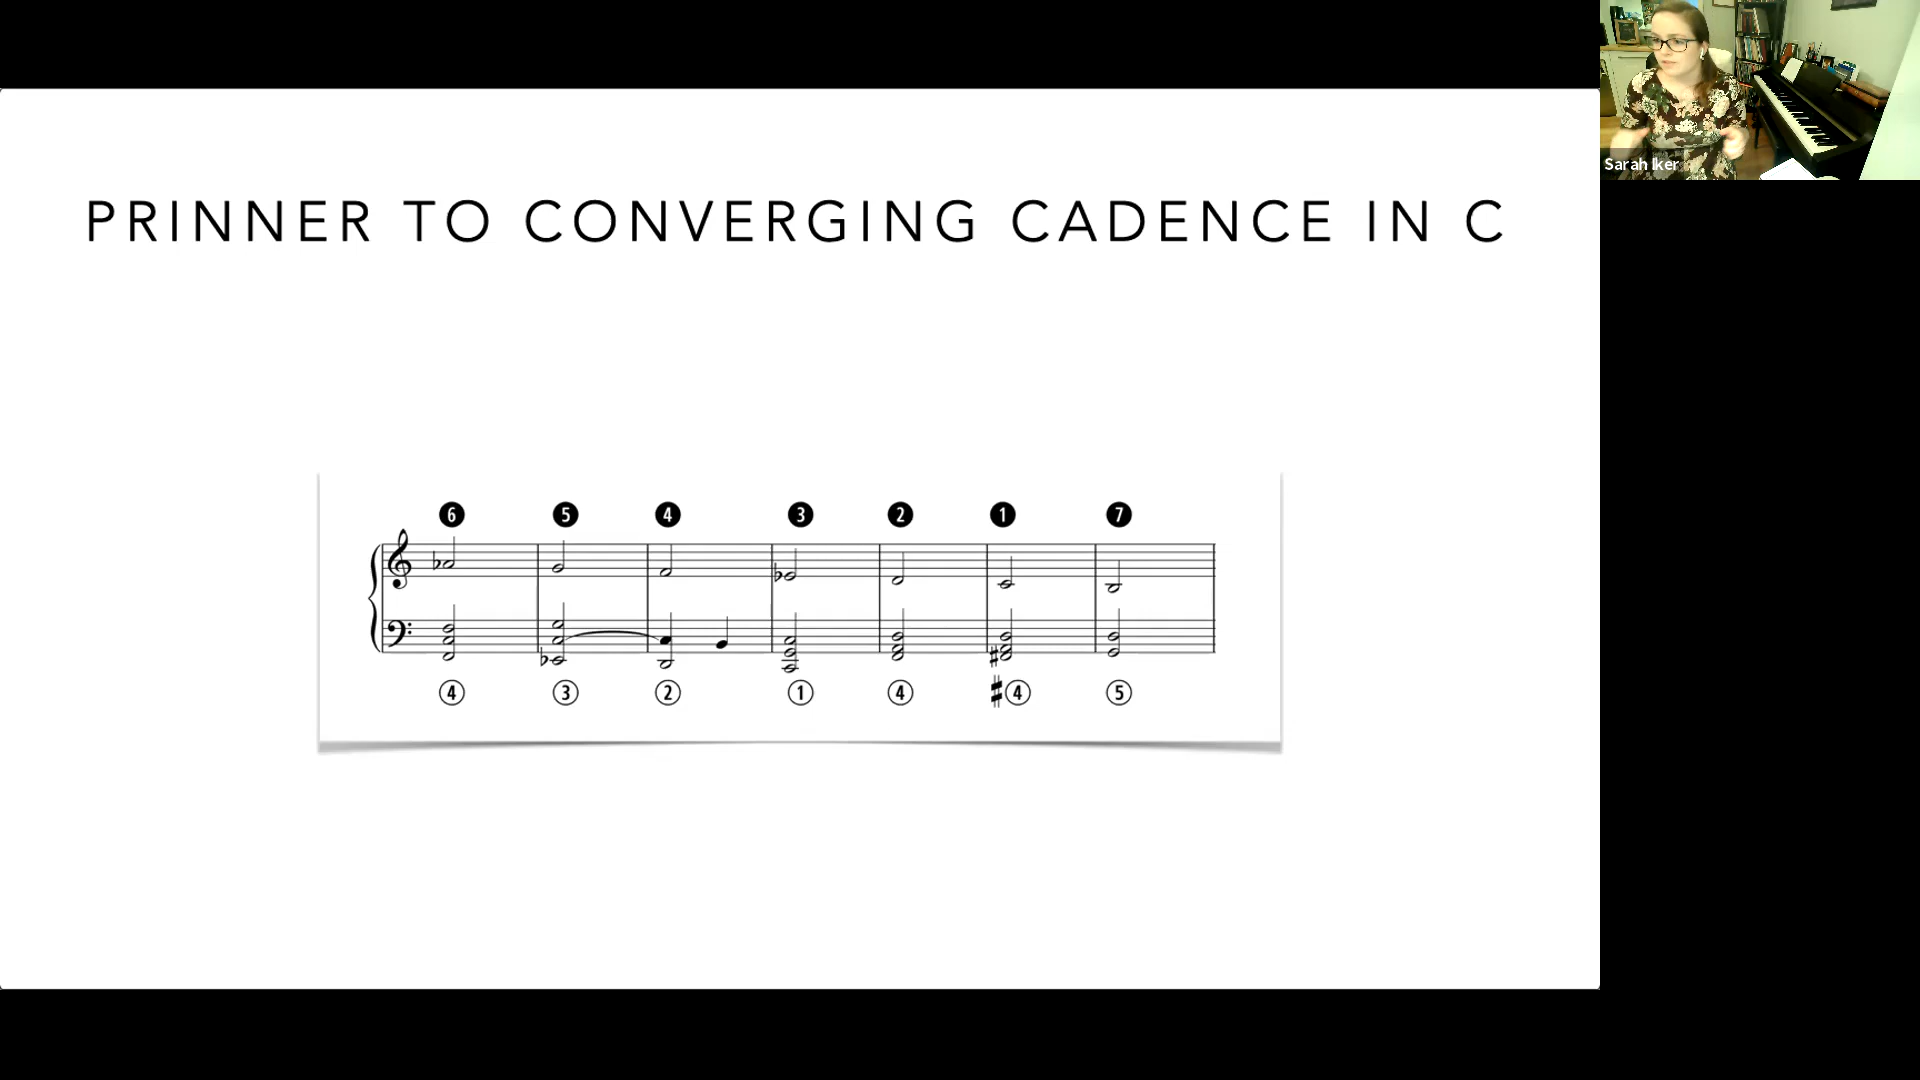 Sarah Iker
PRINNER TO CONVERGING CADENCE IN C
6 5 4 3 2 1 7
4 3 2 1 4 ♯4 5